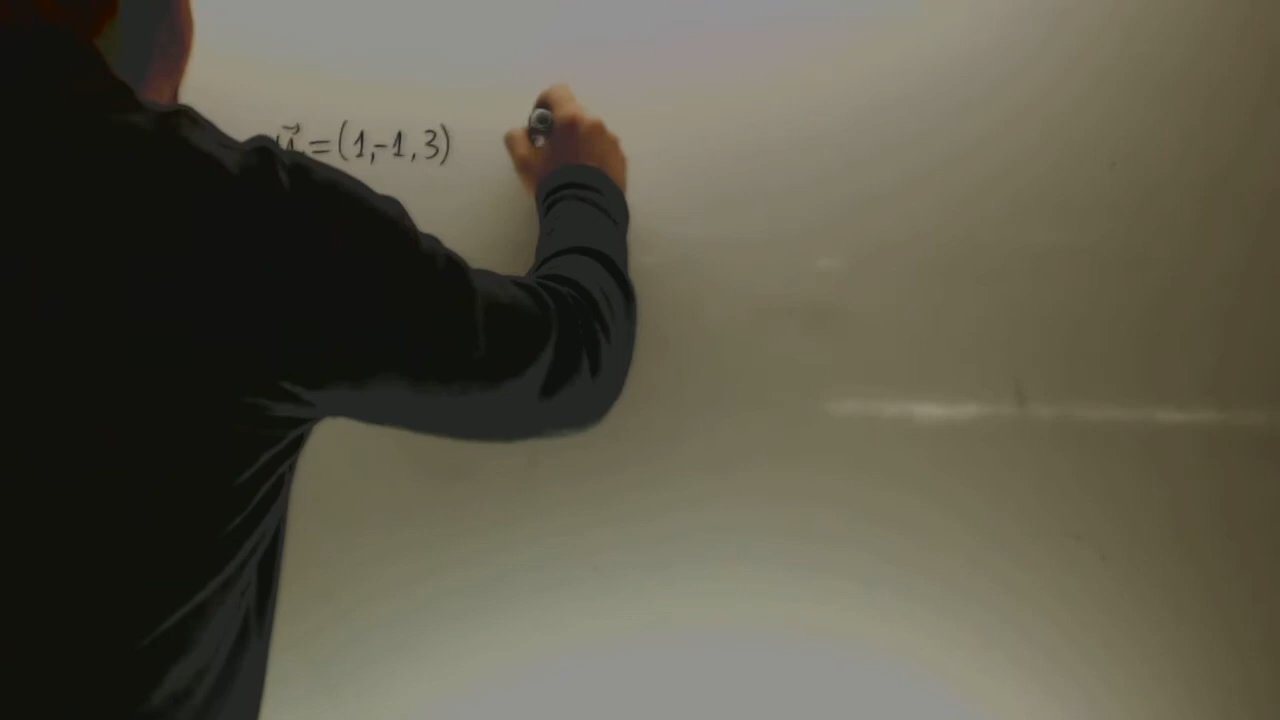 u⃗ = (1,-1, 3)